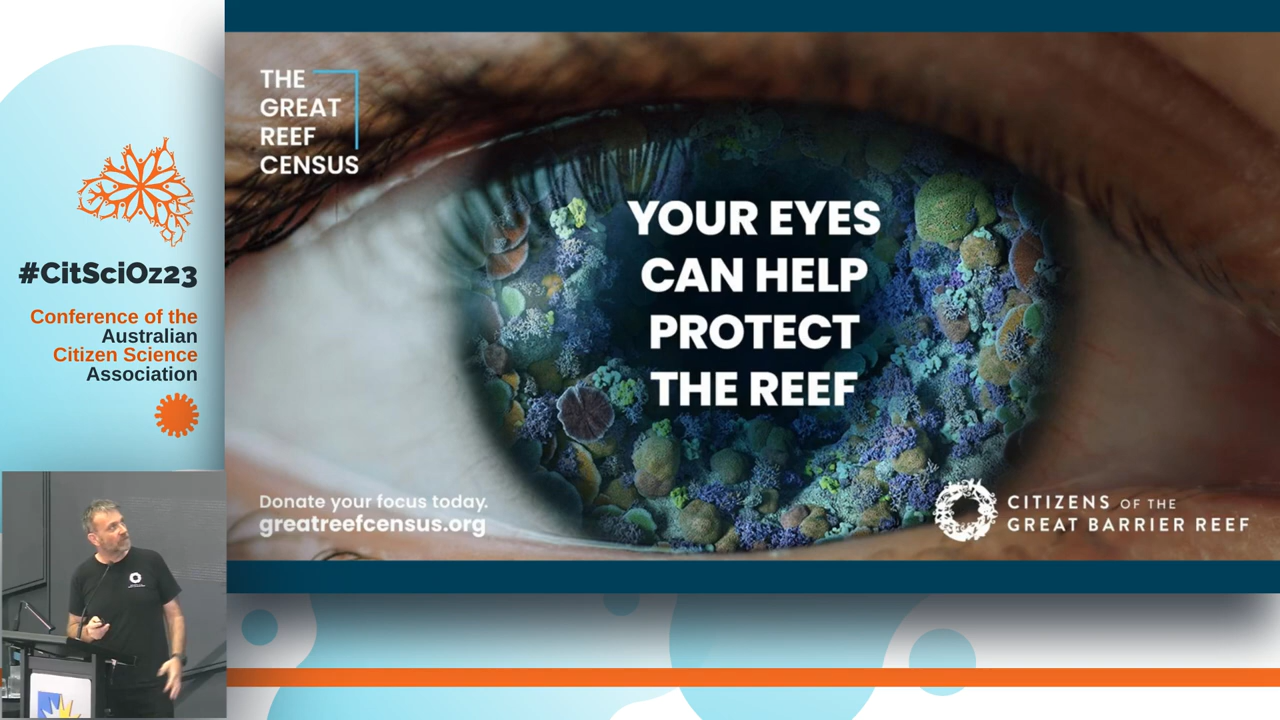 #CitSciOz23
Conference of the
Australian
Citizen Science
Association
THE
GREAT
REEF
CENSUS
YOUR EYES
CAN HELP
PROTECT
THE REEF
Donate your focus today.
greatreefcensus.org
CITIZENS OF THE
GREAT BARRIER REEF